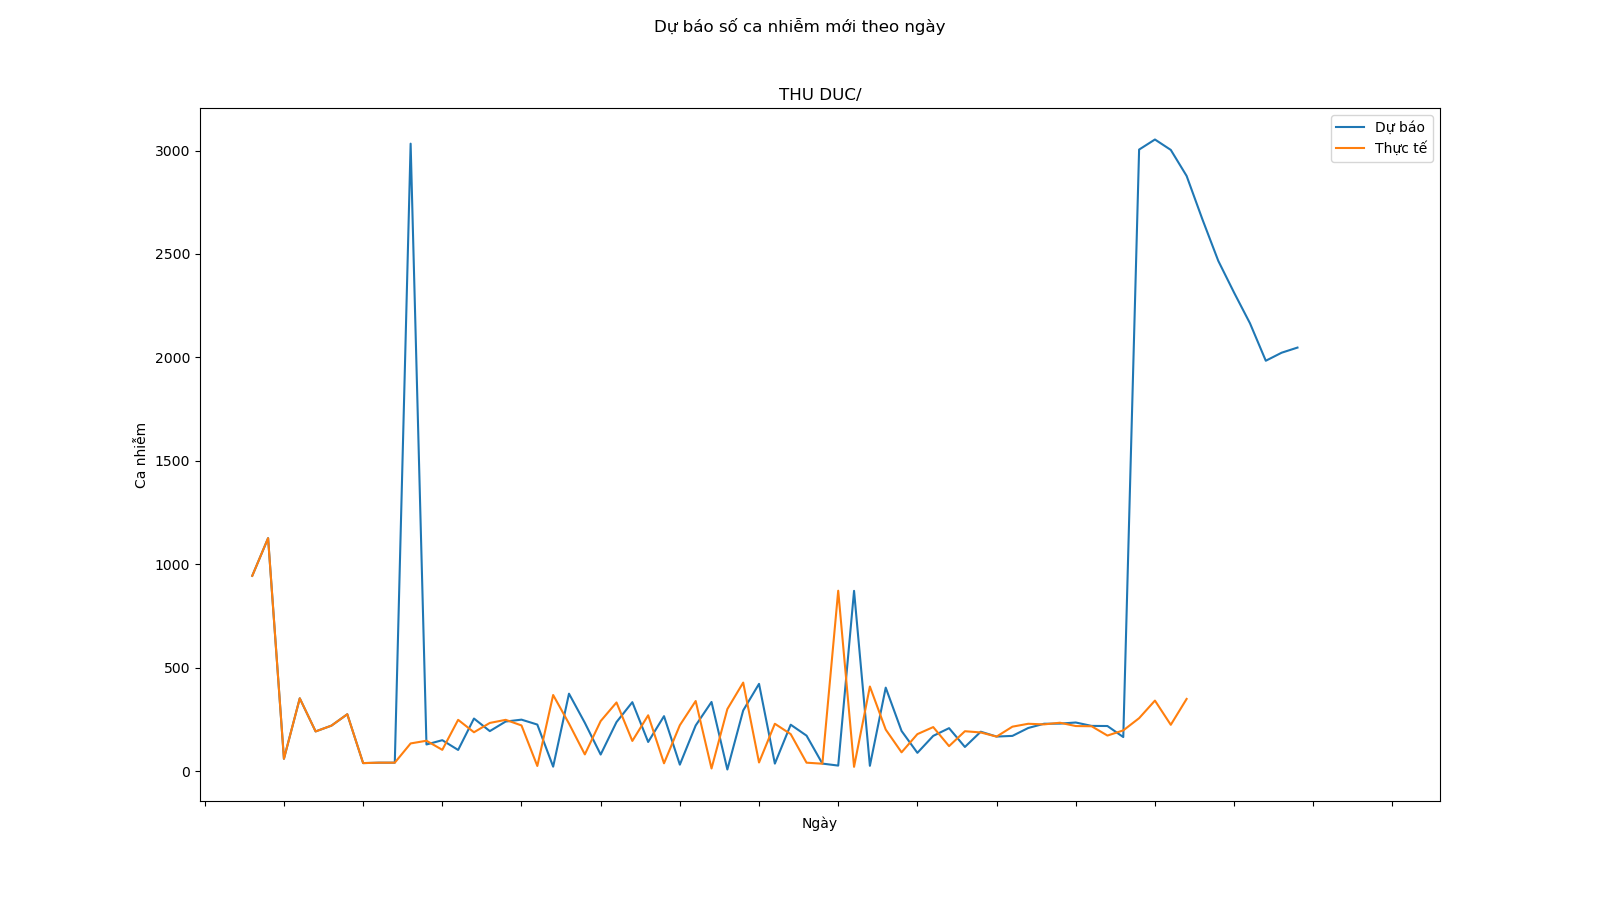 Dự báo số ca nhiễm mới theo ngày
THU DUC/
Dự báo
Thực tế
3000
2500
2000
1500
1000
500
0
Ca nhiễm
Ngày